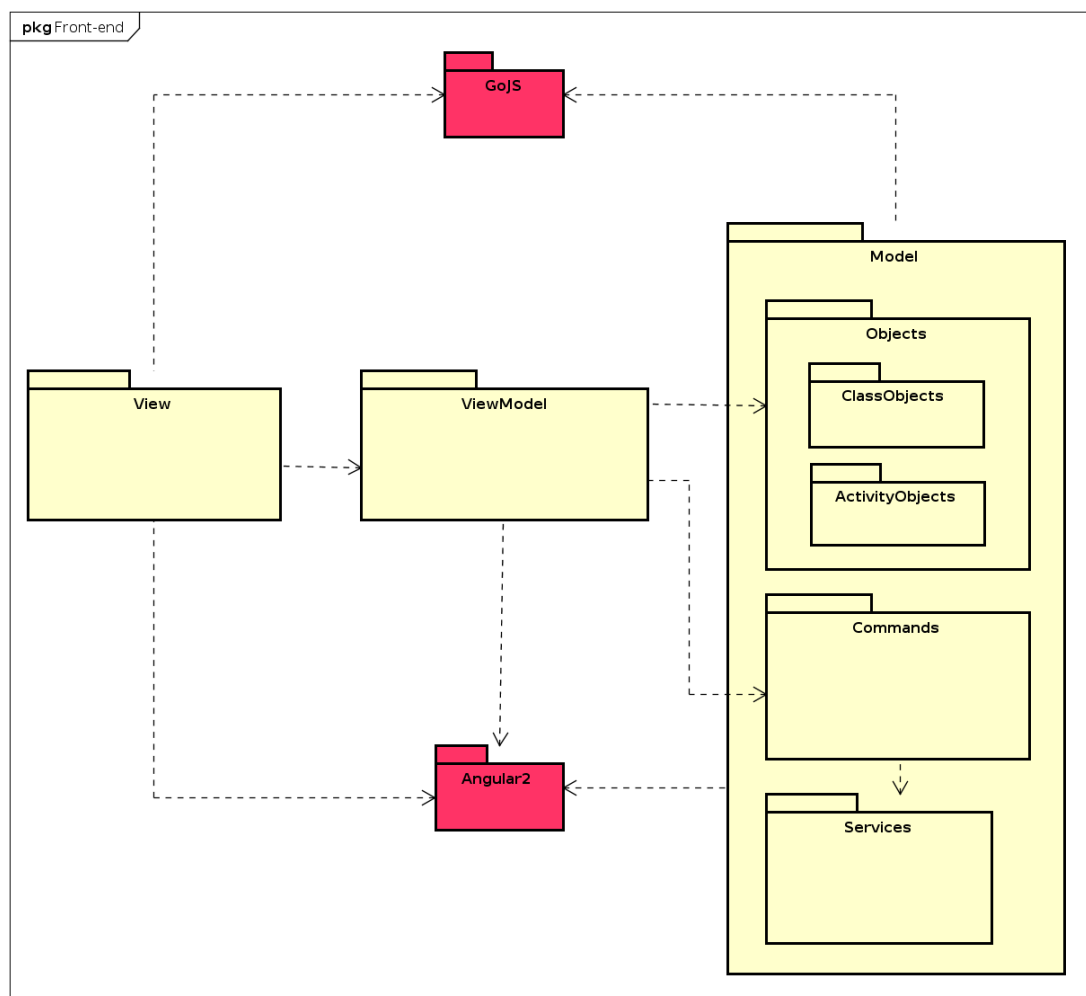 pkg Front-end
GoJS
Model
Objects
ClassObjects
View
ViewModel
ActivityObjects
Commands
Angular2
Services